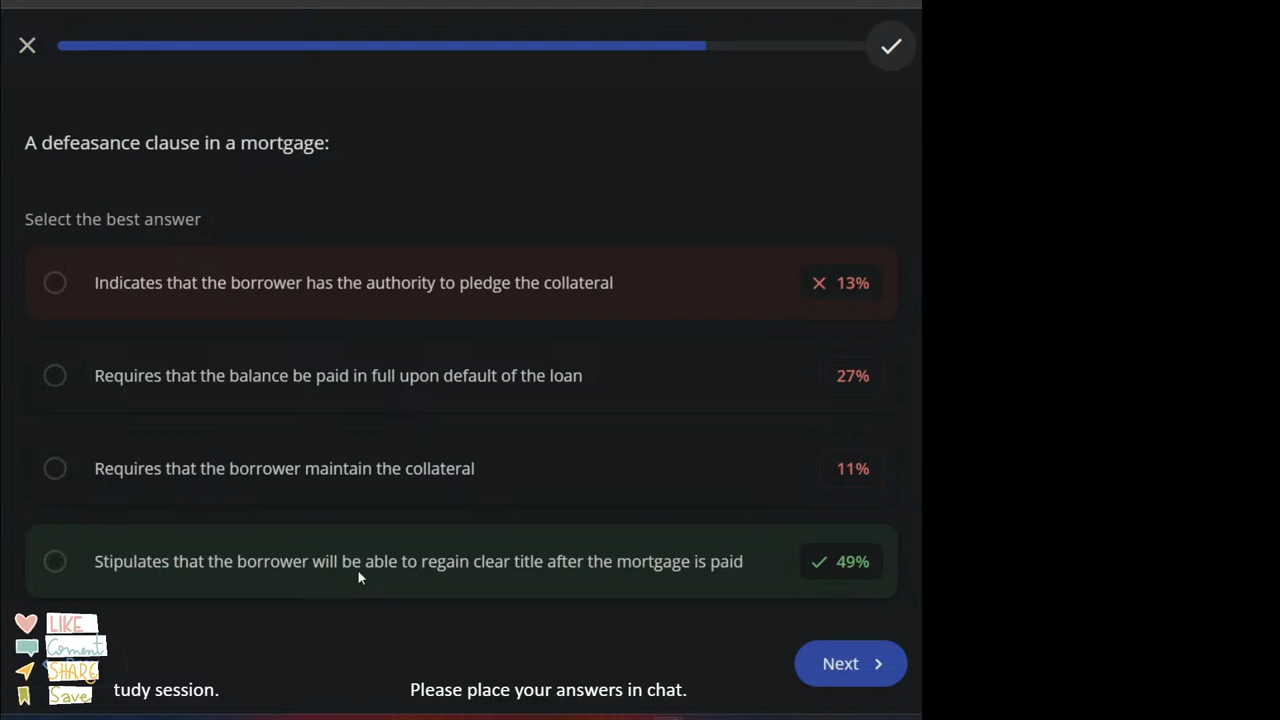 A defeasance clause in a mortgage:
Select the best answer
Indicates that the borrower has the authority to pledge the collateral
13%
Requires that the balance be paid in full upon default of the loan
27%
Requires that the borrower maintain the collateral
11%
Stipulates that the borrower will be able to regain clear title after the mortgage is paid
49%
LIKE
Coment
SHARE
Save
Next
tudy session.
Please place your answers in chat.